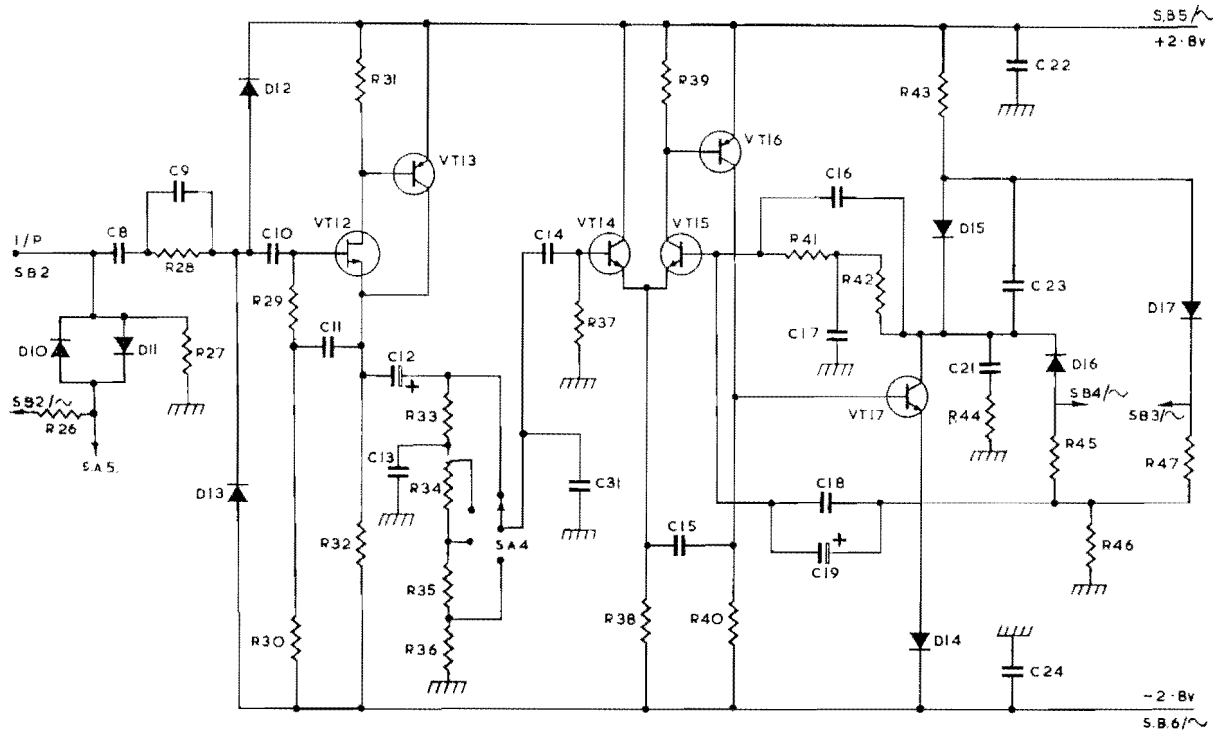 S.B5/~
+2·8V
R31
R39
R43
C22
D12
VT13
VT16
C9
C16
I/P
C8
C10
VT12
C14
VT14
VT15
D15
SB2
R28
R41
R42
C23
R29
C11
R37
C17
D17
D10
D11
R27
C12
C21
D16
SB2/~
R26
R33
VT17
SB4/~
SB3/~
R44
S.A5.
C13
R34
R45
R47
D13
C31
C18
R32
SA4
C15
C19
R46
R35
R30
R38
R40
R36
D14
C24
-2·8V
S.B.6/~